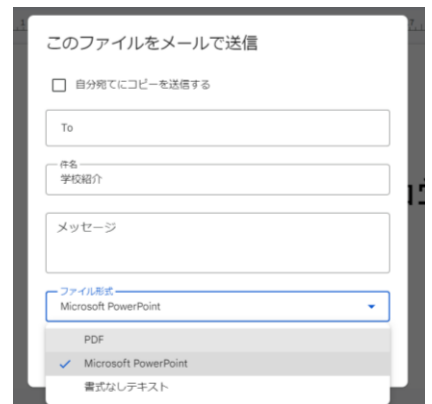 このファイルをメールで送信
自分宛てにコピーを送信する
To
件名
学校紹介
メッセージ
ファイル形式
Microsoft PowerPoint
PDF
Microsoft PowerPoint
書式なしテキスト